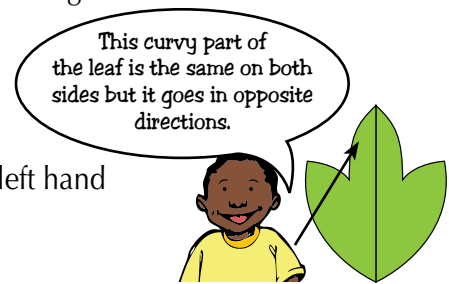 This curvy part of
the leaf is the same on both
sides but it goes in opposite
directions.
left hand